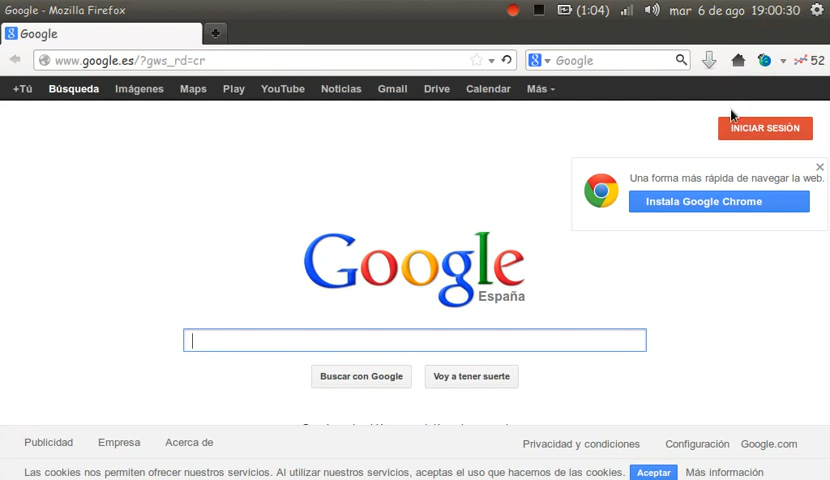 Google - Mozilla Firefox
(1:04)
mar 6 de ago 19:00:30
Google
www.google.es/?gws_rd=cr
Google
52
+Tú Búsqueda Imágenes Maps Play YouTube Noticias Gmail Drive Calendar Más
INICIAR SESIÓN
Una forma más rápida de navegar la web.
Instala Google Chrome
Google
España
Buscar con Google
Voy a tener suerte
Publicidad Empresa Acerca de Privacidad y condiciones Configuración Google.com
Las cookies nos permiten ofrecer nuestros servicios. Al utilizar nuestros servicios, aceptas el uso que hacemos de las cookies. Aceptar Más información